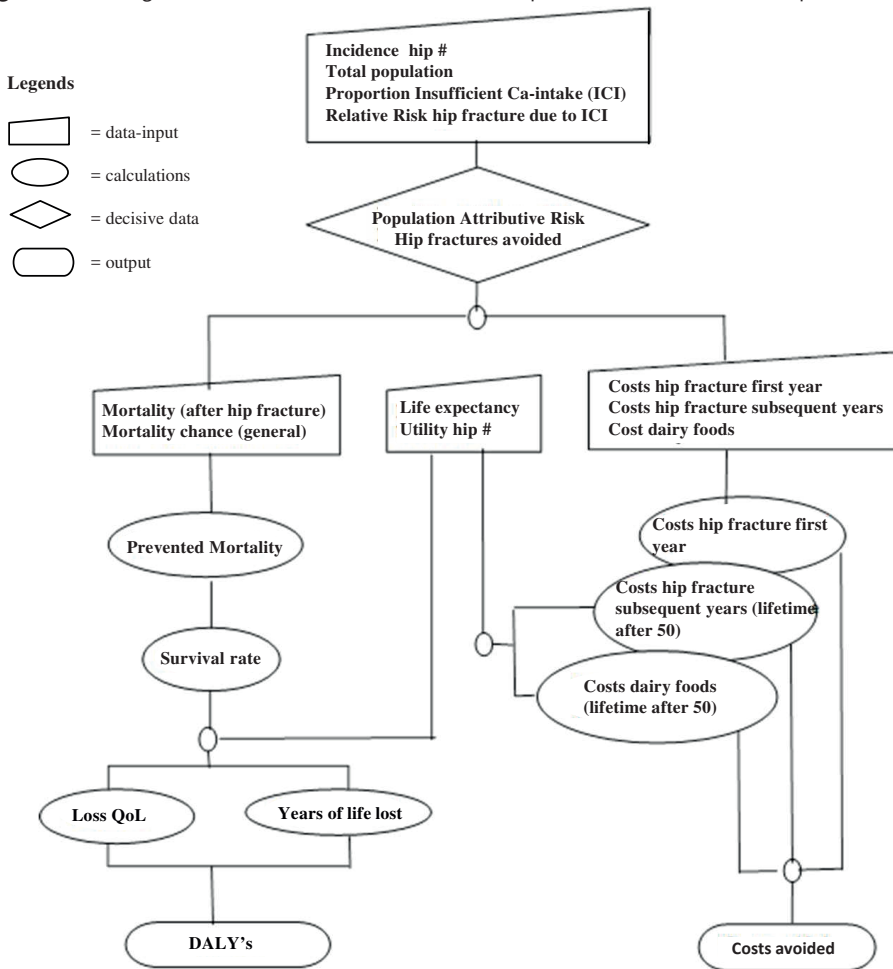 Incidence hip #
Total population
Proportion Insufficient Ca-intake (ICI)
Relative Risk hip fracture due to ICI
Legends
= data-input
= calculations
= decisive data
= output
Population Attributive Risk
Hip fractures avoided
Mortality (after hip fracture)
Mortality chance (general)
Life expectancy
Utility hip #
Costs hip fracture first year
Costs hip fracture subsequent years
Cost dairy foods
Prevented Mortality
Costs hip fracture first
year
Costs hip fracture
subsequent years (lifetime
after 50)
Survival rate
Costs dairy foods
(lifetime after 50)
Loss QoL
Years of life lost
DALY's
Costs avoided